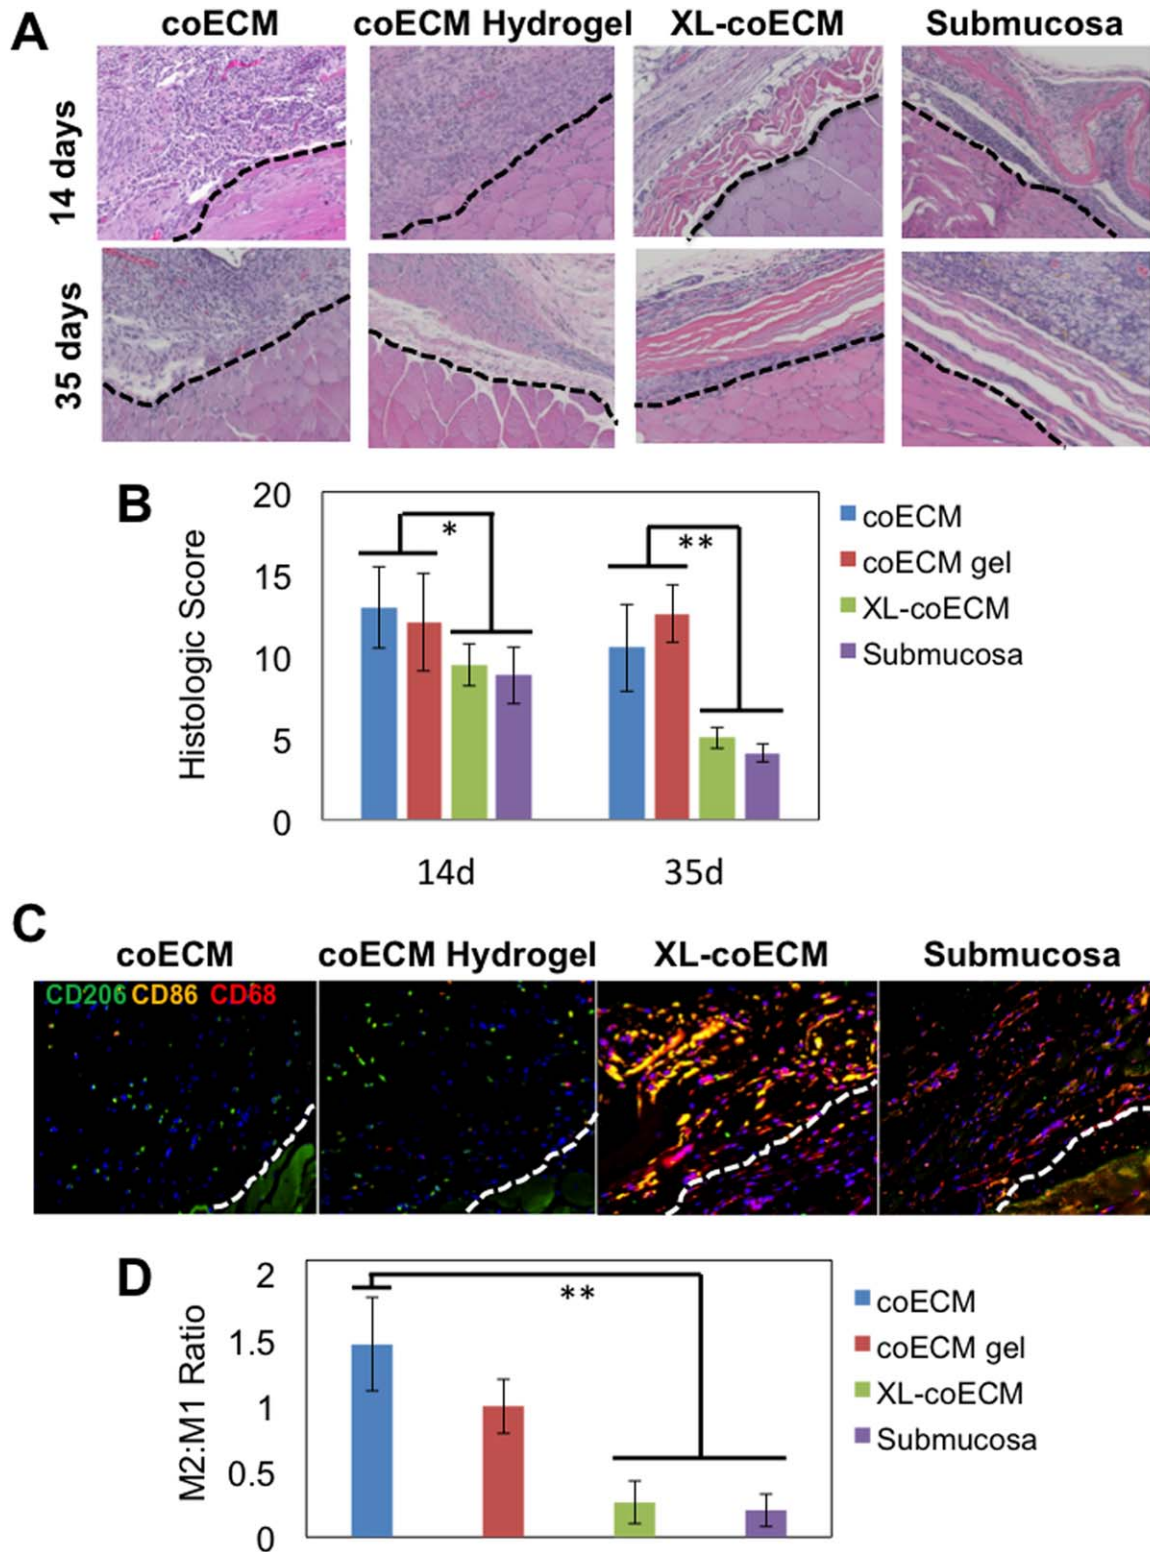 A
coECM
coECM Hydrogel
XL-coECM
Submucosa
14 days
35 days
B
Histologic Score
20
15
10
5
0
*
**
14d
35d
coECM
coECM gel
XL-coECM
Submucosa
C
coECM
coECM Hydrogel
XL-coECM
Submucosa
CD206 CD86 CD68
D
M2:M1 Ratio
2
1.5
1
0.5
0
**
coECM
coECM gel
XL-coECM
Submucosa